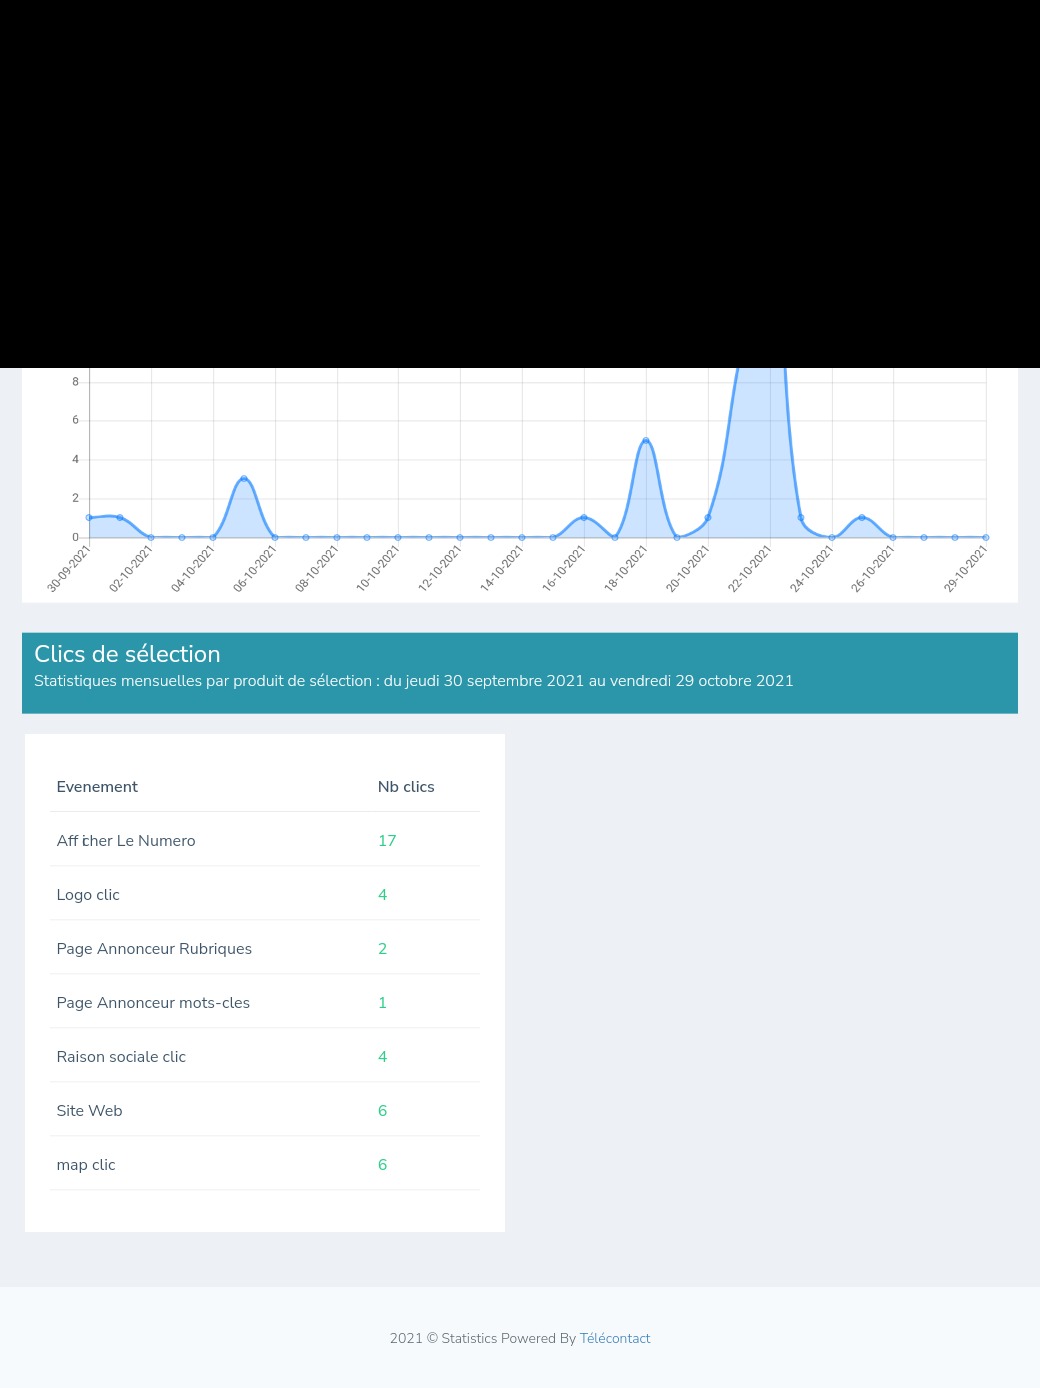 8
6
4
2
0
30-09-2021
02-10-2021
04-10-2021
06-10-2021
08-10-2021
10-10-2021
12-10-2021
14-10-2021
16-10-2021
18-10-2021
20-10-2021
22-10-2021
24-10-2021
26-10-2021
29-10-2021
Clics de sélection
Statistiques mensuelles par produit de sélection : du jeudi 30 septembre 2021 au vendredi 29 octobre 2021
Evenement Nb clics
Afficher Le Numero 17
Logo clic 4
Page Annonceur Rubriques 2
Page Annonceur mots-cles 1
Raison sociale clic 4
Site Web 6
map clic 6
2021 © Statistics Powered By Télécontact